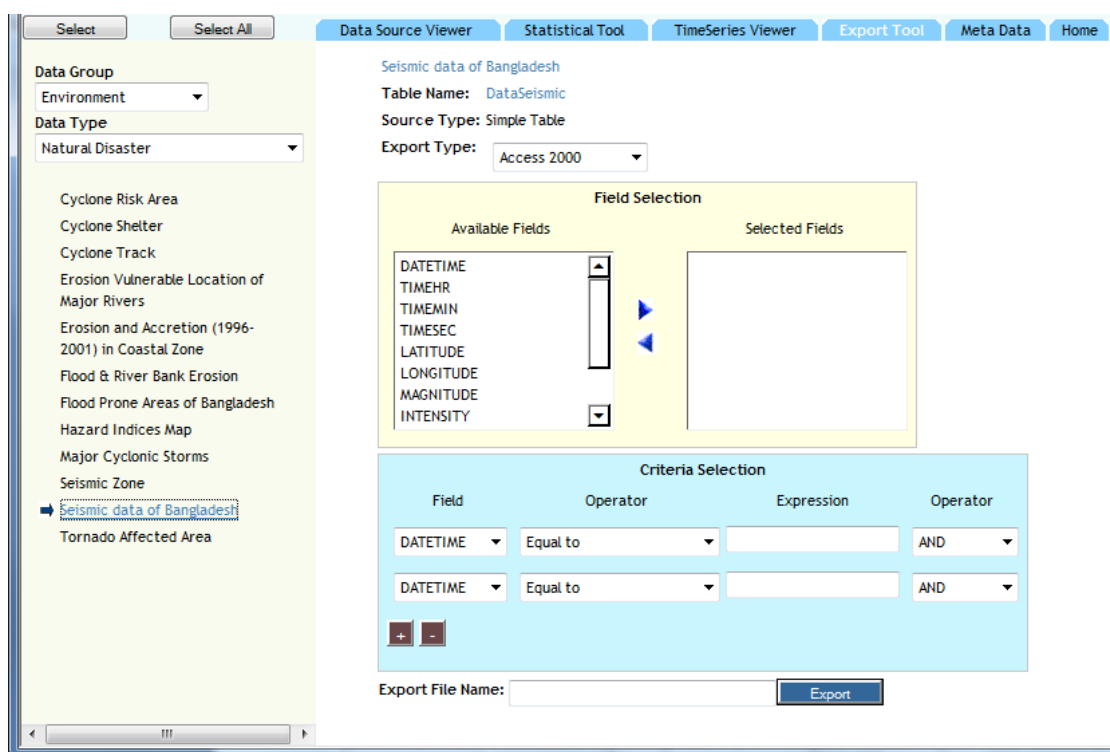 Select Select All Data Source Viewer Statistical Tool TimeSeries Viewer Export Tool Meta Data Home
Data Group
Environment
Data Type
Natural Disaster
Cyclone Risk Area
Cyclone Shelter
Cyclone Track
Erosion Vulnerable Location of
Major Rivers
Erosion and Accretion (1996-
2001) in Coastal Zone
Flood & River Bank Erosion
Flood Prone Areas of Bangladesh
Hazard Indices Map
Major Cyclonic Storms
Seismic Zone
Seismic data of Bangladesh
Tornado Affected Area
Seismic data of Bangladesh
Table Name: DataSeismic
Source Type: Simple Table
Export Type: Access 2000
Field Selection
Available Fields Selected Fields
DATETIME
TIMEHR
TIMEMIN
TIMESEC
LATITUDE
LONGITUDE
MAGNITUDE
INTENSITY
Criteria Selection
Field Operator Expression Operator
DATETIME Equal to AND
DATETIME Equal to AND
+ -
Export File Name: Export